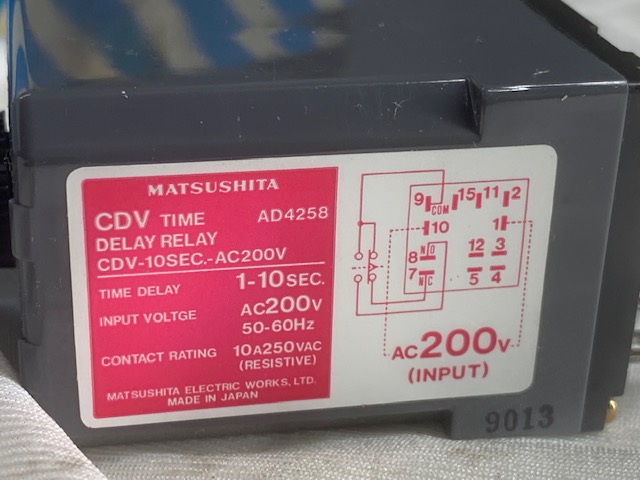 MATSUSHITA
CDV TIME AD4258
DELAY RELAY
CDV-10SEC.-AC200V
TIME DELAY 1-10SEC.
INPUT VOLTGE AC200V
50-60Hz
CONTACT RATING 10A250VAC
(RESISTIVE)
MATSUSHITA ELECTRIC WORKS, LTD.
MADE IN JAPAN
9 COM 15 11 2
10 1
8 NO 12 3
7 NC 5 4
AC200V
(INPUT)
9013